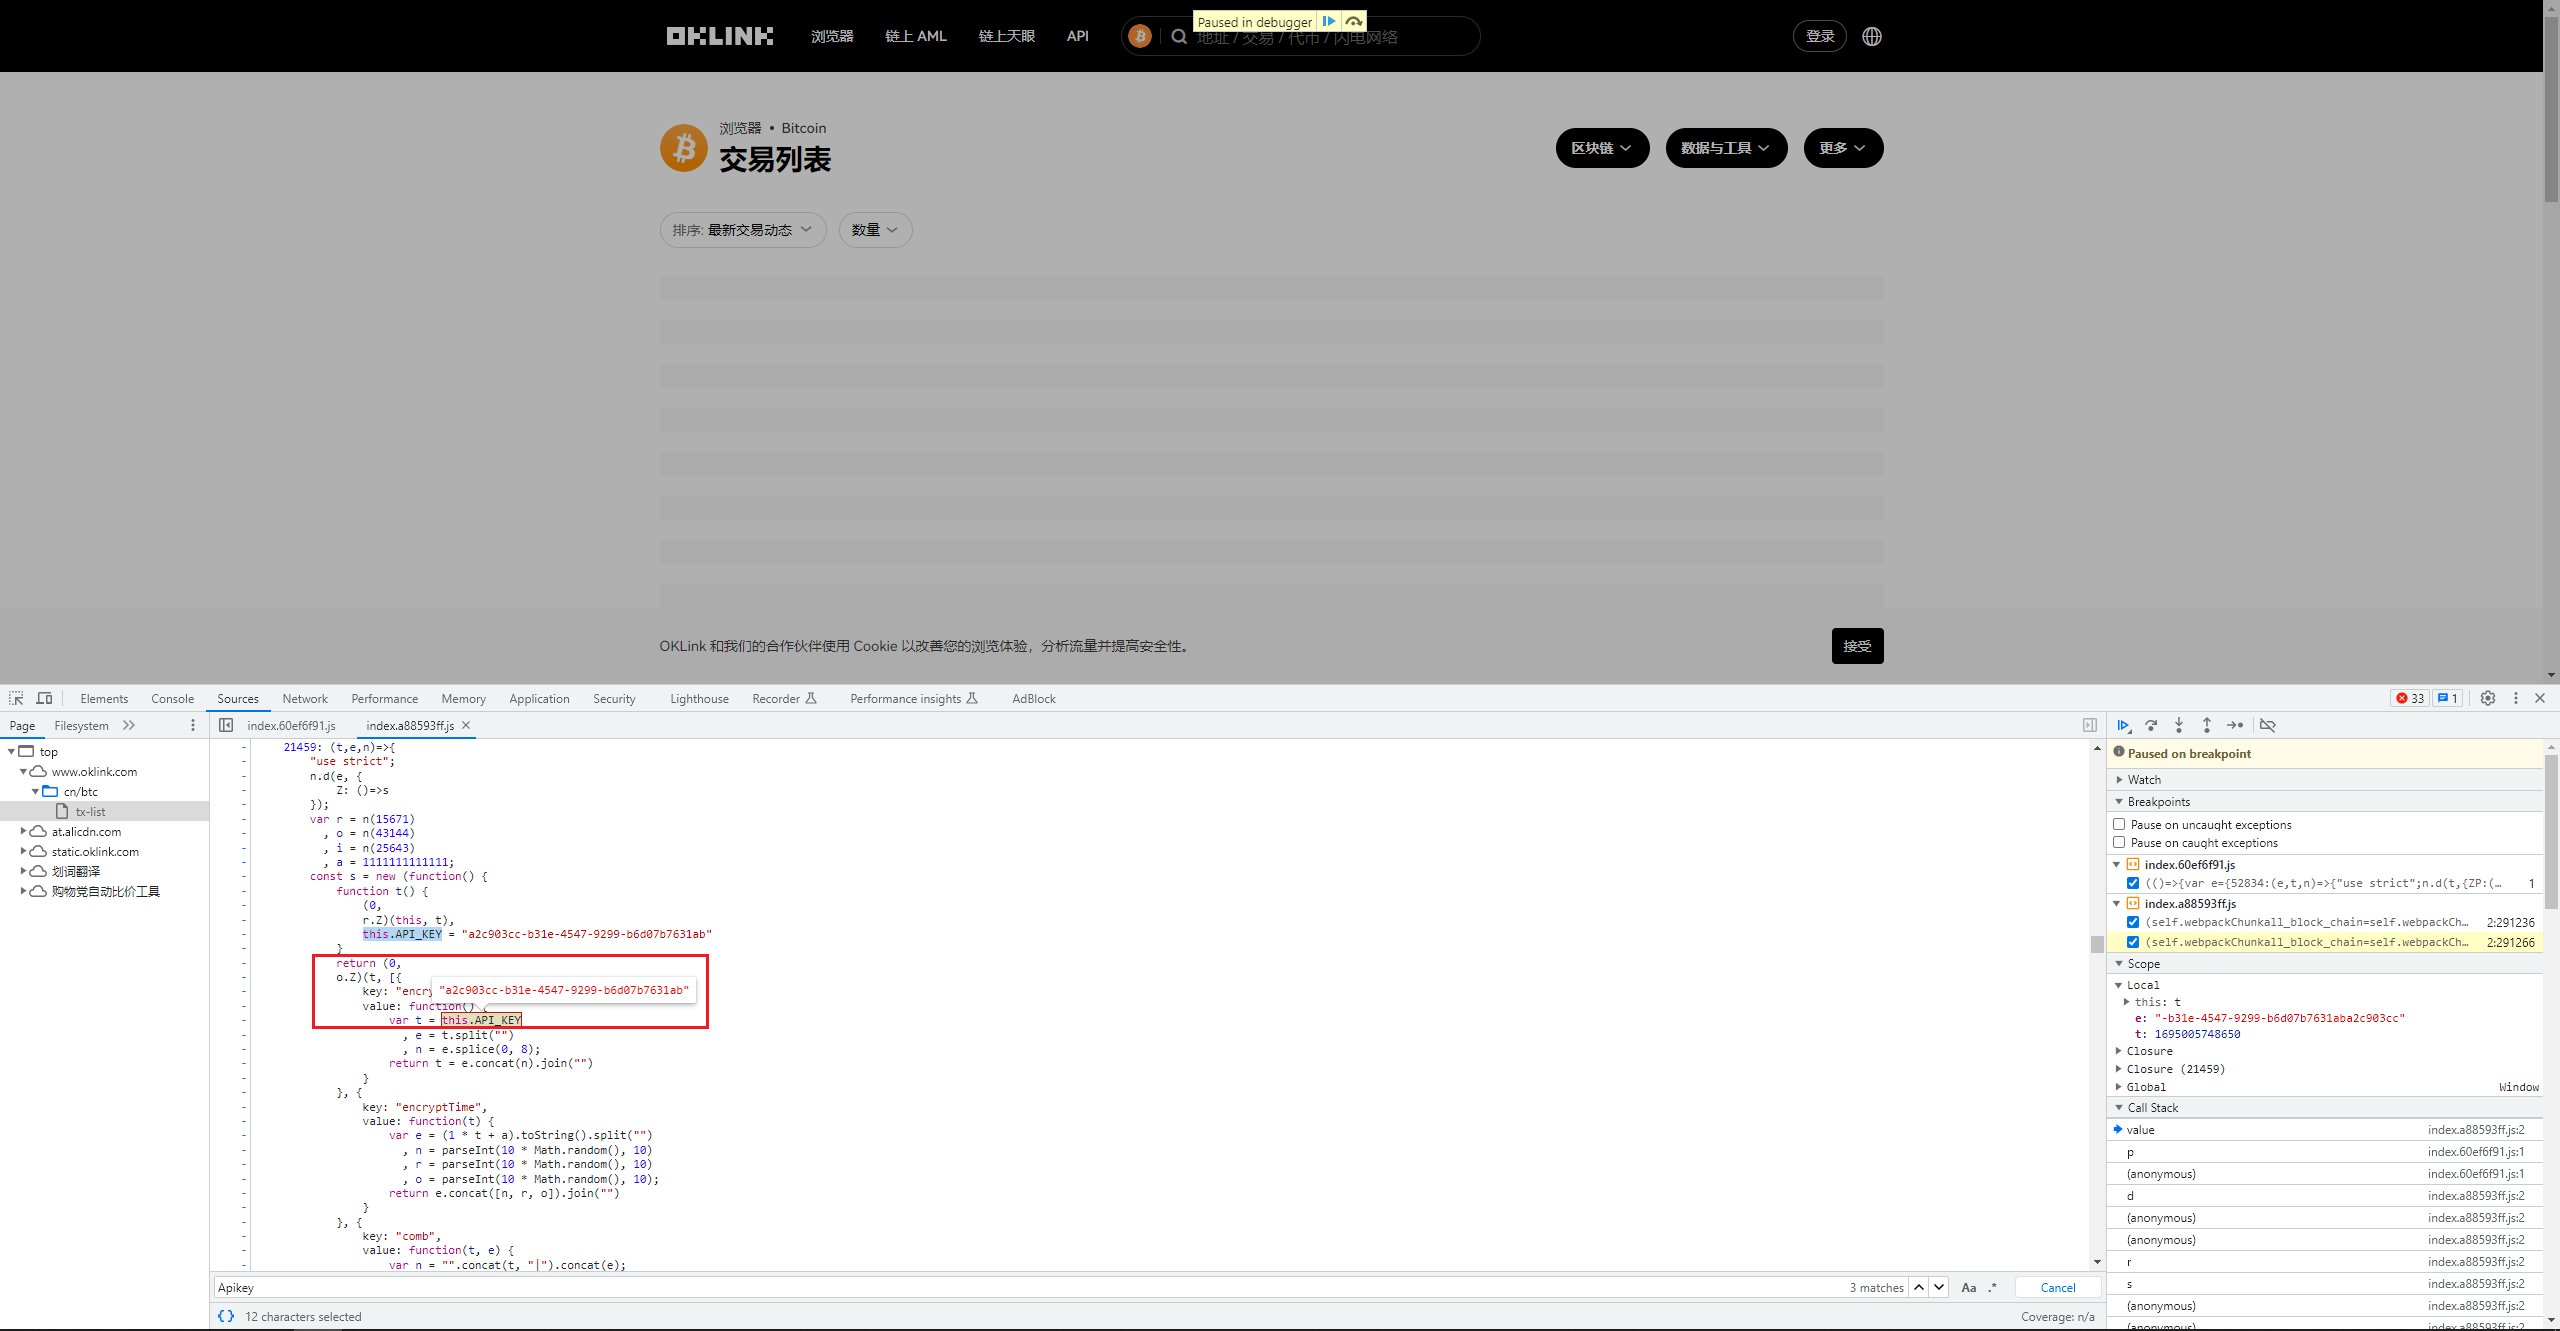 Paused in debugger
OKLINK 浏览器 链上 AML 链上天眼 API 地址 / 交易 / 代币 / 闪电网络 登录
浏览器 • Bitcoin
交易列表
区块链 数据与工具 更多
排序: 最新交易动态 数量
OKLink 和我们的合作伙伴使用 Cookie 以改善您的浏览体验，分析流量并提高安全性。 接受
Elements Console Sources Network Performance Memory Application Security Lighthouse Recorder Performance insights AdBlock 33 1
Page Filesystem index.60ef6f91.js index.a88593ff.js
top
www.oklink.com
cn/btc
tx-list
at.alicdn.com
static.oklink.com
划词翻译
购物党自动比价工具
21459: (t,e,n)=>{
"use strict";
n.d(e, {
Z: ()=>s
});
var r = n(15671)
, o = n(43144)
, i = n(25643)
, a = 1111111111111;
const s = new (function() {
function t() {
(0,
r.Z)(this, t),
this.API_KEY = "a2c903cc-b31e-4547-9299-b6d07b7631ab"
}
return (0,
o.Z)(t, [{
key: "encry
"a2c903cc-b31e-4547-9299-b6d07b7631ab"
value: function()
var t = this.API_KEY
, e = t.split("")
, n = e.splice(0, 8);
return t = e.concat(n).join("")
}
}, {
key: "encryptTime",
value: function(t) {
var e = (1 * t + a).toString().split("")
, n = parseInt(10 * Math.random(), 10)
, r = parseInt(10 * Math.random(), 10)
, o = parseInt(10 * Math.random(), 10);
return e.concat([n, r, o]).join("")
}
}, {
key: "comb",
value: function(t, e) {
var n = "".concat(t, "|").concat(e);
Apikey 3 matches Aa .* Cancel
{} 12 characters selected Coverage: n/a
Paused on breakpoint
Watch
Breakpoints
Pause on uncaught exceptions
Pause on caught exceptions
index.60ef6f91.js
(()=>{var e={52834:(e,t,n)=>{"use strict";n.d(t,{ZP:(… 1
index.a88593ff.js
(self.webpackChunkall_block_chain=self.webpackCh… 2:291236
(self.webpackChunkall_block_chain=self.webpackCh… 2:291266
Scope
Local
this: t
e: "-b31e-4547-9299-b6d07b7631aba2c903cc"
t: 1695005748650
Closure
Closure (21459)
Global Window
Call Stack
value index.a88593ff.js:2
p index.60ef6f91.js:1
(anonymous) index.60ef6f91.js:1
d index.a88593ff.js:2
(anonymous) index.a88593ff.js:2
(anonymous) index.a88593ff.js:2
r index.a88593ff.js:2
s index.a88593ff.js:2
(anonymous) index.a88593ff.js:2
(anonymous) index.a88593ff.js:2